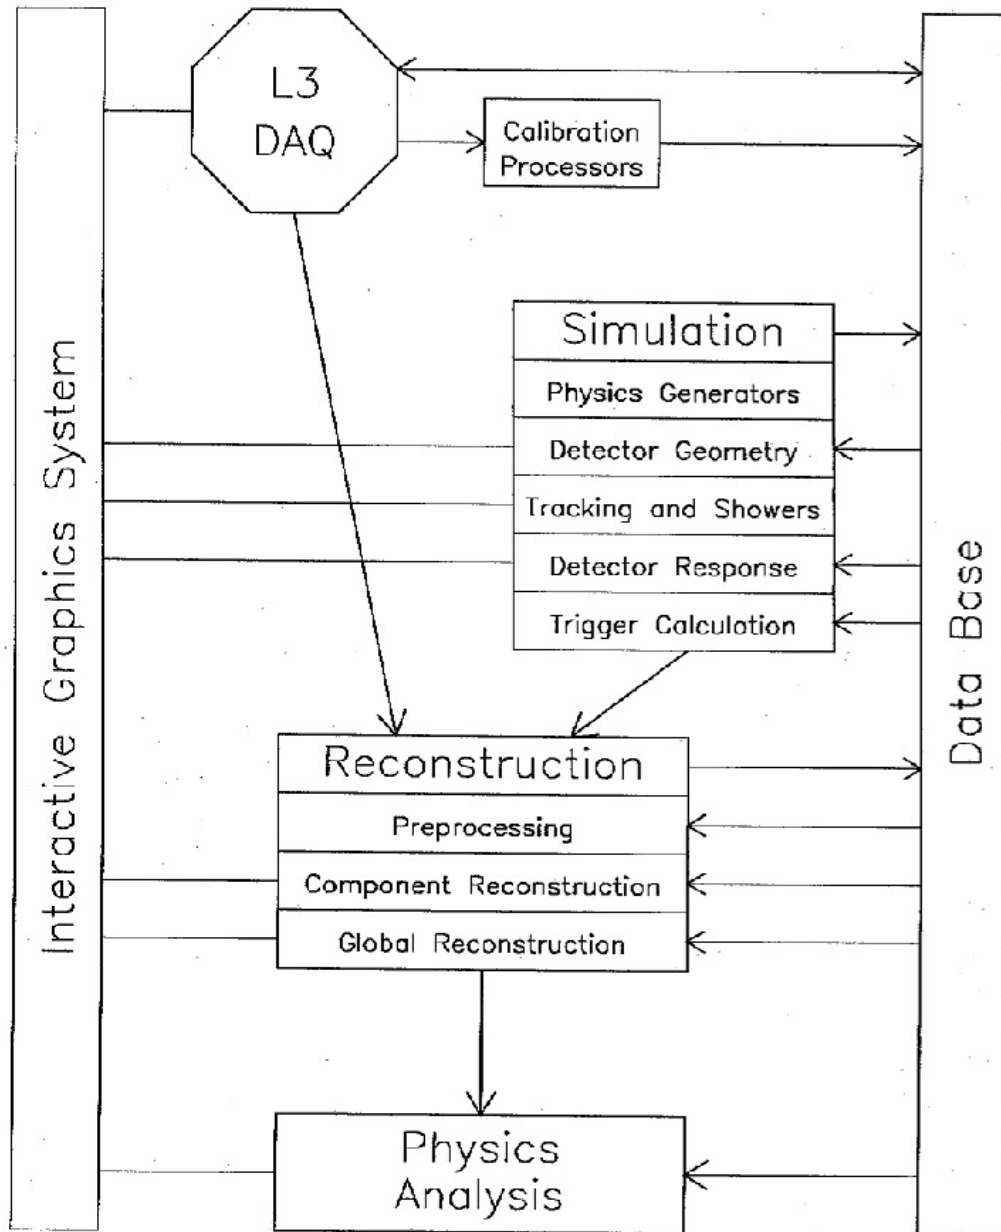 L3
DAQ
Calibration
Processors
Simulation
Physics Generators
Detector Geometry
Tracking and Showers
Detector Response
Trigger Calculation
Interactive Graphics System
Data Base
Reconstruction
Preprocessing
Component Reconstruction
Global Reconstruction
Physics
Analysis